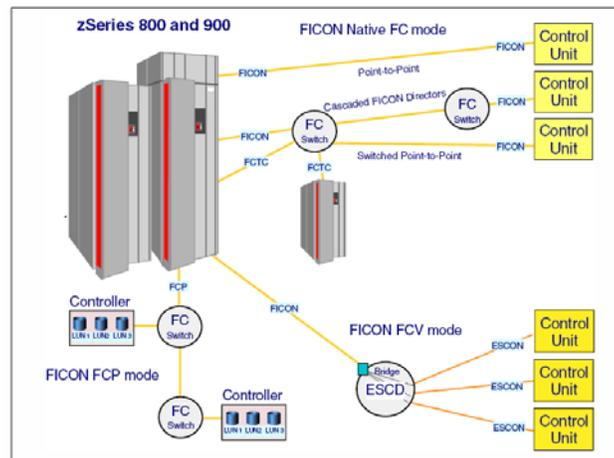 zSeries 800 and 900
FICON Native FC mode
FICON
Point-to-Point
FICON
Control
Unit
FICON
Cascaded FICON Directors
FC
Switch
FICON
Control
Unit
FC
Switch
FCTC
Switched Point-to-Point
FICON
Control
Unit
FCTC
FCP
FICON
Controller
LUN 1 LUN 2 LUN 3
FC
Switch
FICON FCP mode
Controller
LUN 1 LUN 2 LUN 3
FC
Switch
FICON FCV mode
Bridge
ESCD
ESCON
Control
Unit
ESCON
Control
Unit
ESCON
Control
Unit